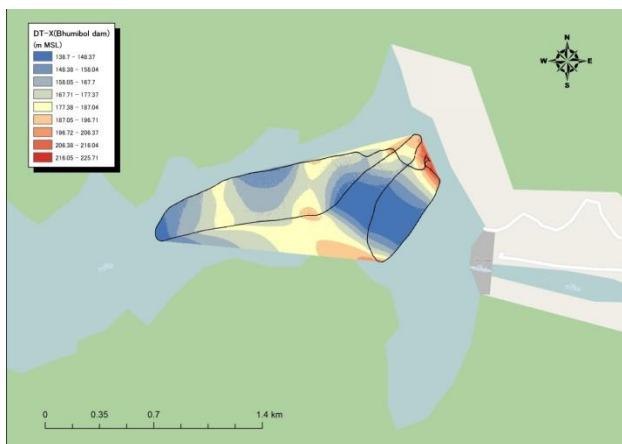 DT-X(Bhumibol dam)
(m MSL)
138.7 - 148.37
148.38 - 158.04
158.05 - 167.7
167.71 - 177.37
177.38 - 187.04
187.05 - 196.71
196.72 - 206.37
206.38 - 216.04
216.05 - 225.71
N
W E
S
0 0.35 0.7 1.4 km